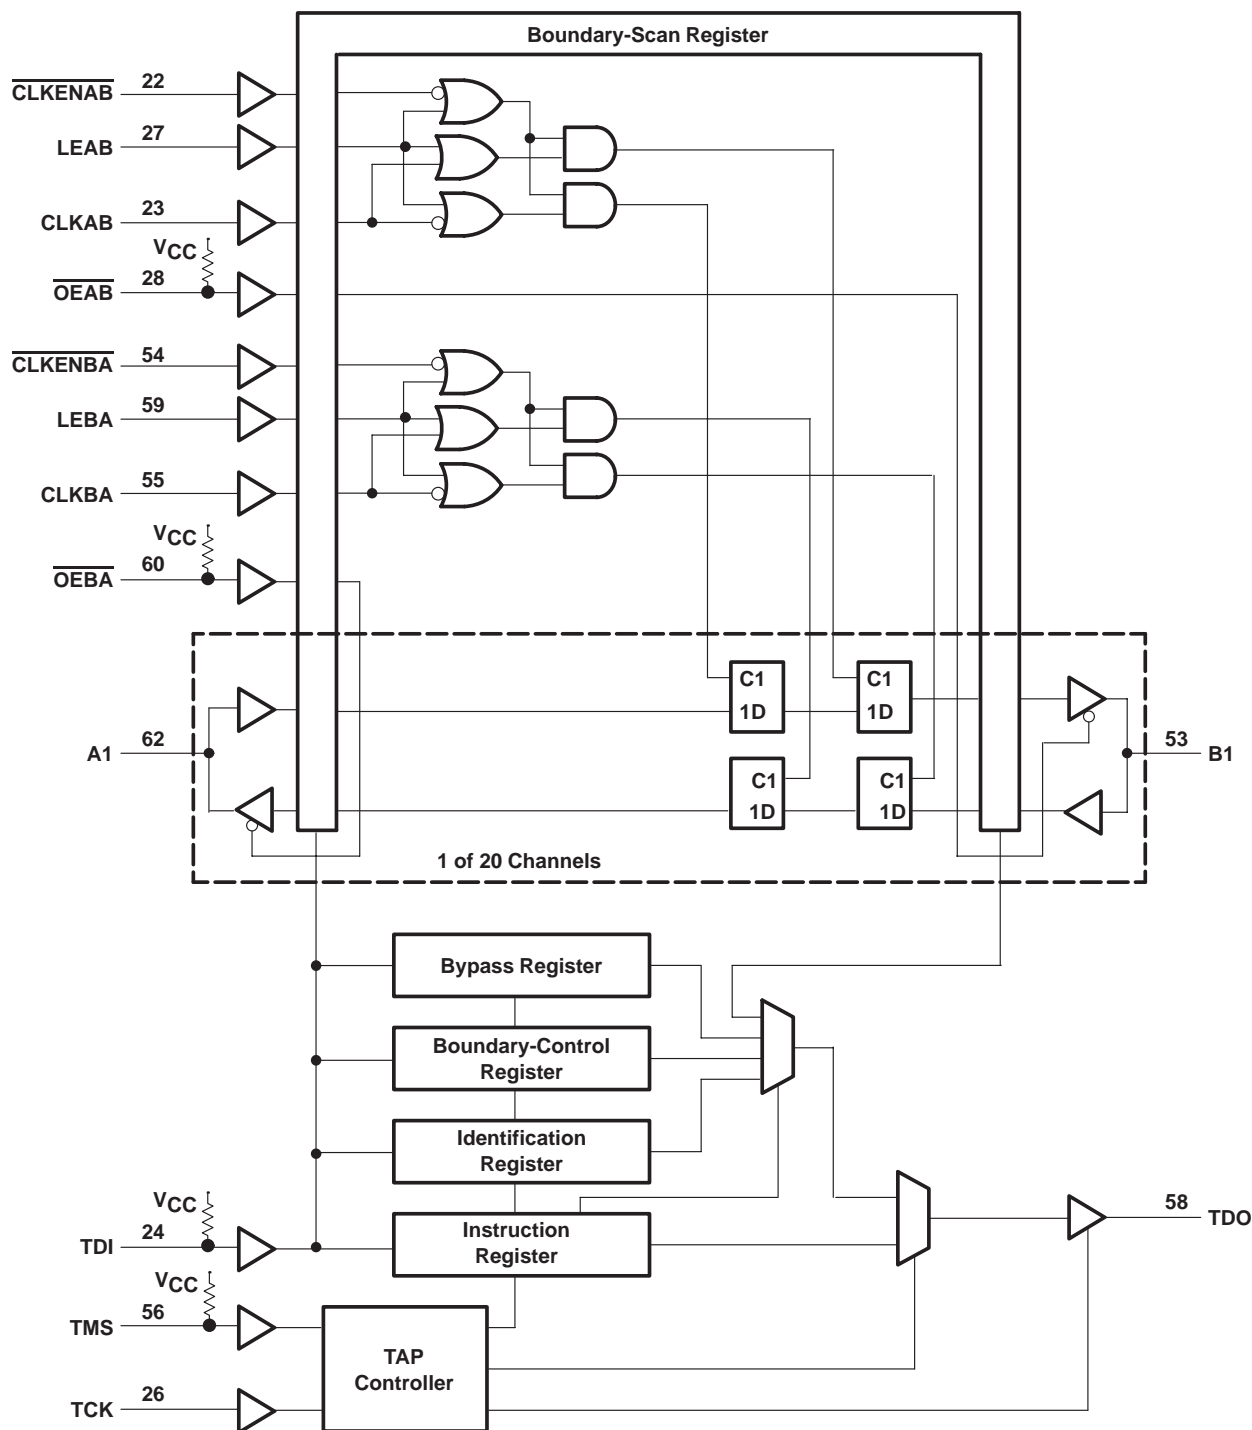 Boundary-Scan Register
CLKENAB 22
LEAB 27
CLKAB 23
VCC
OEAB 28
CLKENBA 54
LEBA 59
CLKBA 55
VCC
OEBA 60
C1
1D
C1
1D
A1 62
53 B1
C1
1D
C1
1D
1 of 20 Channels
Bypass Register
Boundary-Control
Register
Identification
Register
VCC
TDI 24
Instruction
Register
58 TDO
VCC
TMS 56
TAP
Controller
TCK 26